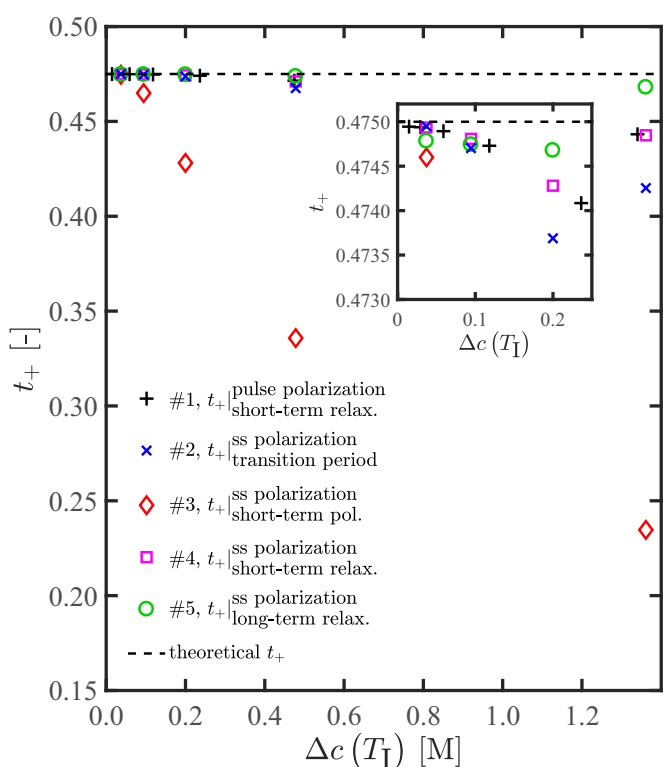 0.50
0.45
0.40
0.35
0.30
0.25
0.20
0.15
t₊ [-]
0.0 0.2 0.4 0.6 0.8 1.0 1.2
Δc (T_I) [M]
0.4750
0.4745
0.4740
0.4735
0.4730
t₊
0 0.1 0.2
Δc (T_I)
#1, t₊|pulse polarization
short-term relax.
#2, t₊|ss polarization
transition period
#3, t₊|ss polarization
short-term pol.
#4, t₊|ss polarization
short-term relax.
#5, t₊|ss polarization
long-term relax.
theoretical t₊